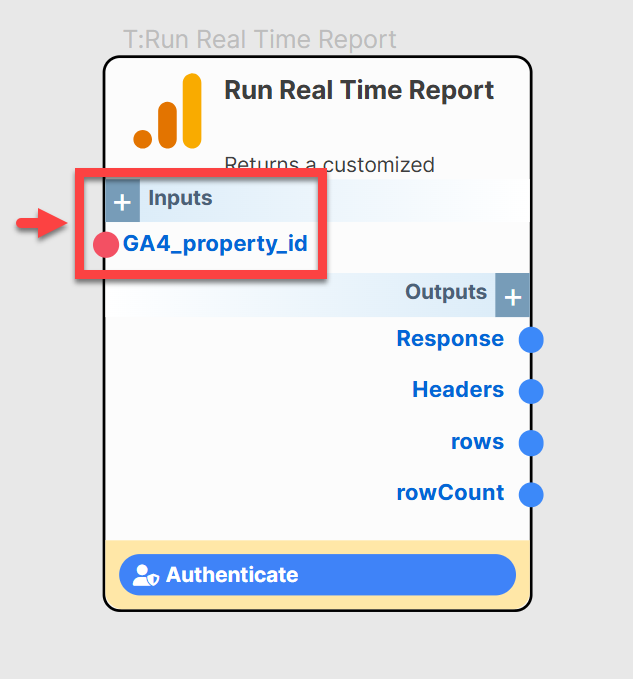 T:Run Real Time Report
Run Real Time Report
Returns a customized
+ Inputs
GA4_property_id
Outputs +
Response
Headers
rows
rowCount
Authenticate